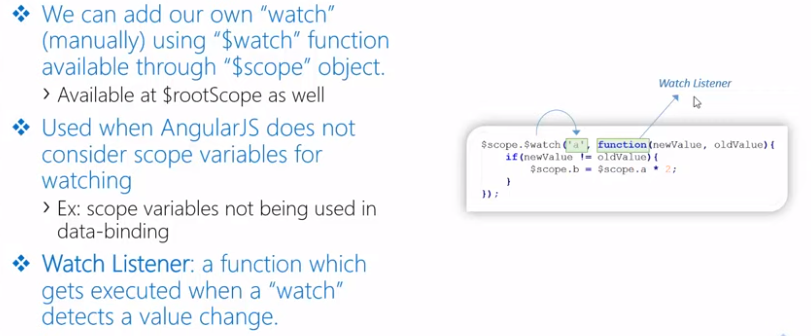 ❖ We can add our own “watch”
(manually) using “$watch” function
available through “$scope” object.
› Available at $rootScope as well
❖ Used when AngularJS does not
consider scope variables for
watching
› Ex: scope variables not being used in
data-binding
❖ Watch Listener: a function which
gets executed when a “watch”
detects a value change.
Watch Listener
$scope.$watch('a', function(newValue, oldValue){
if(newValue != oldValue){
$scope.b = $scope.a * 2;
}
});